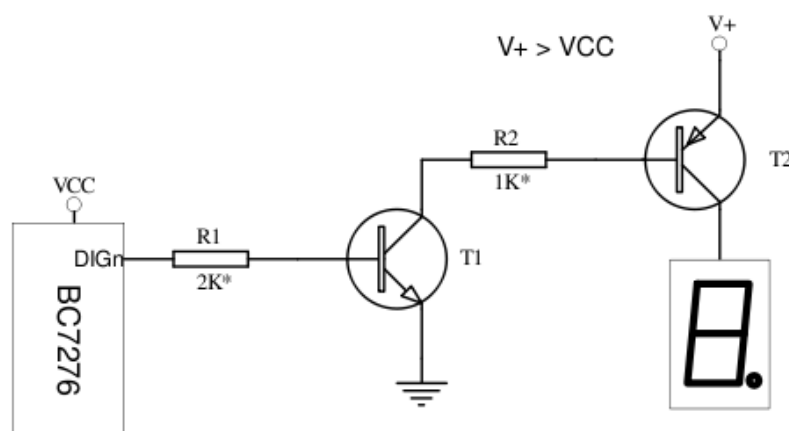 V+
V+ > VCC
R2
1K*
T2
VCC
DIGn
R1
2K*
T1
BC7276